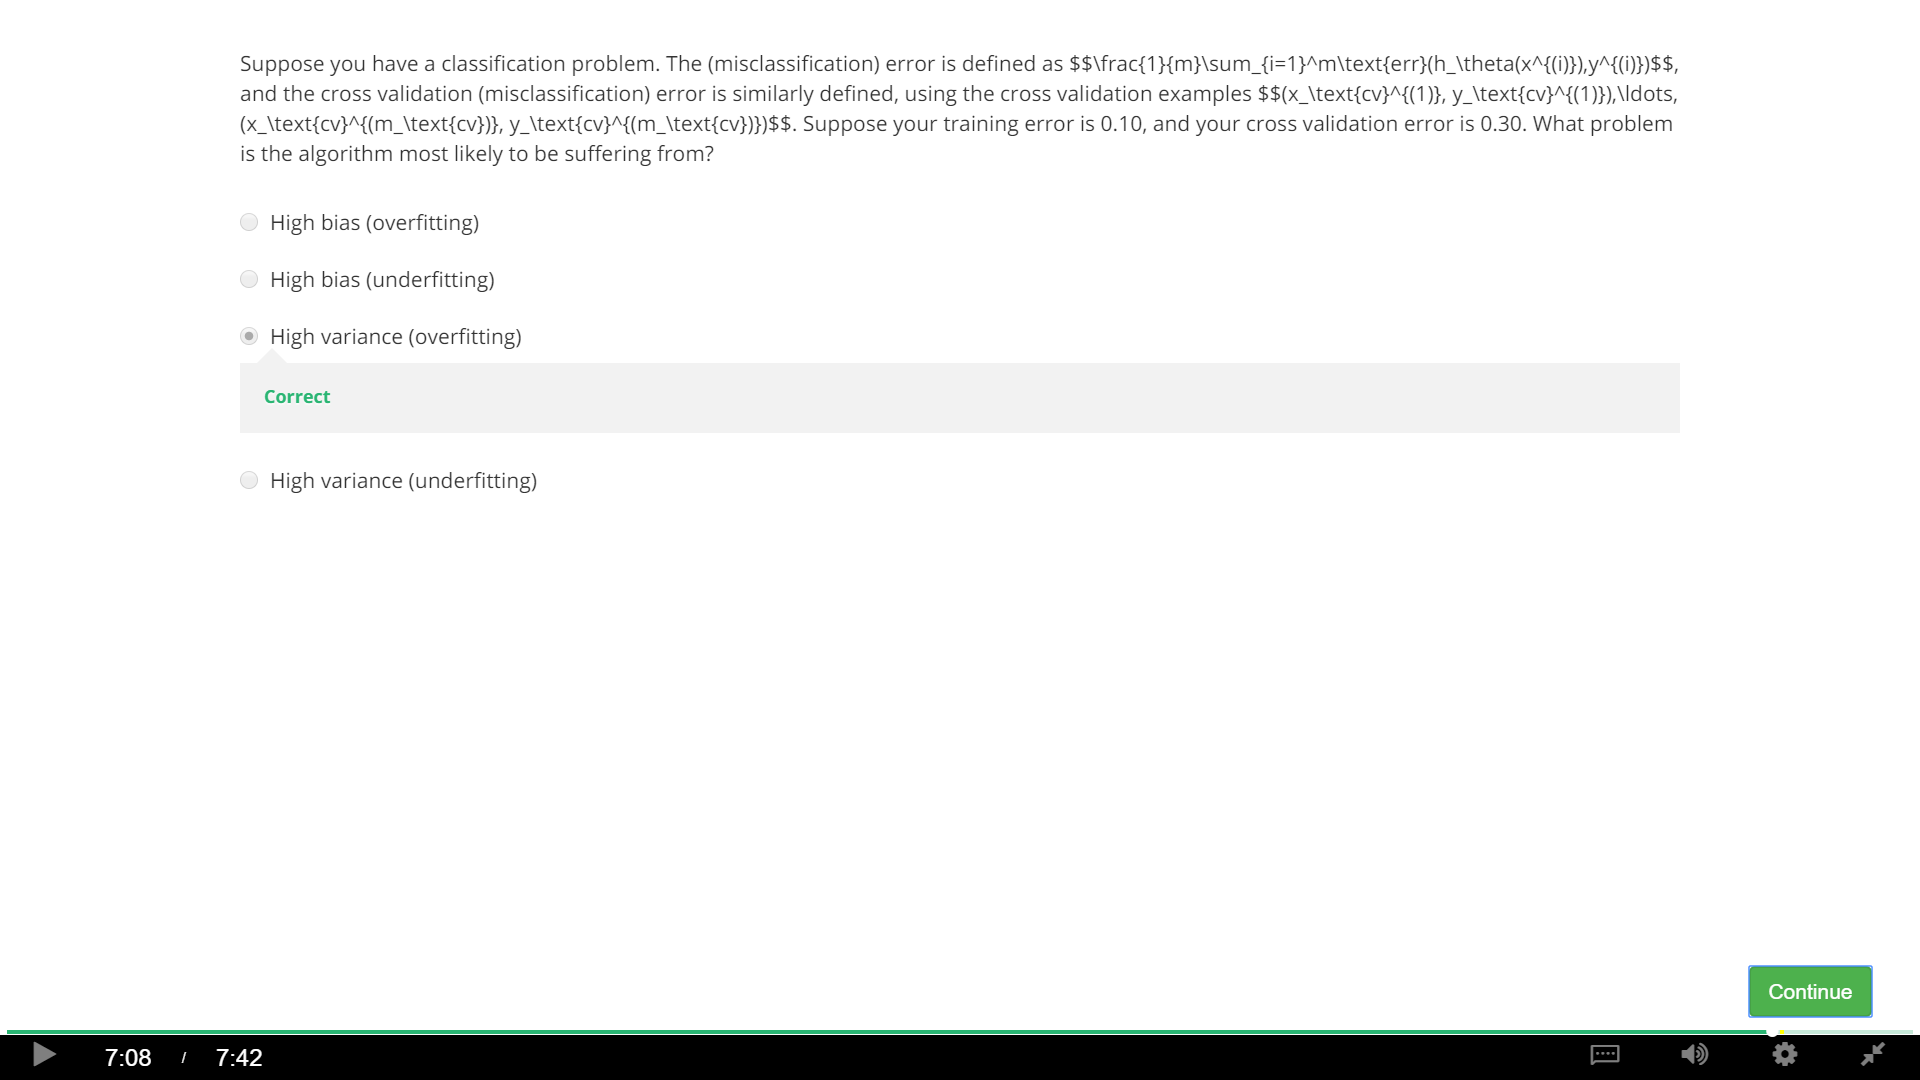 Suppose you have a classification problem. The (misclassification) error is defined as $$\frac{1}{m}\sum_{i=1}^m\text{err}(h_\theta(x^{(i)}),y^{(i)})$$,
and the cross validation (misclassification) error is similarly defined, using the cross validation examples $$(x_\text{cv}^{(1)}, y_\text{cv}^{(1)}),\ldots,
(x_\text{cv}^{(m_\text{cv})}, y_\text{cv}^{(m_\text{cv})})$$. Suppose your training error is 0.10, and your cross validation error is 0.30. What problem
is the algorithm most likely to be suffering from?
High bias (overfitting)
High bias (underfitting)
High variance (overfitting)
Correct
High variance (underfitting)
Continue
7:08 / 7:42